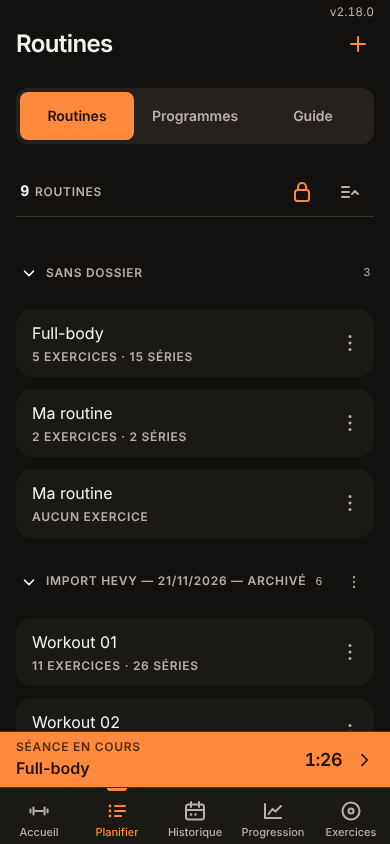 v2.18.0
Routines
Routines
Programmes
Guide
9 ROUTINES
SANS DOSSIER
3
Full-body
5 EXERCICES · 15 SÉRIES
Ma routine
2 EXERCICES · 2 SÉRIES
Ma routine
AUCUN EXERCICE
IMPORT HEVY — 21/11/2026 — ARCHIVÉ
6
Workout 01
11 EXERCICES · 26 SÉRIES
Workout 02
SÉANCE EN COURS
Full-body
1:26
Accueil
Planifier
Historique
Progression
Exercices